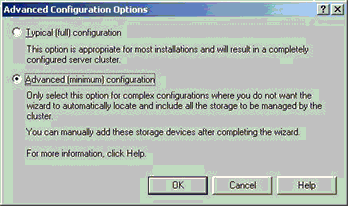 Advanced Configuration Options
Typical (full) configuration
This option is appropriate for most installations and will result in a completely
configured server cluster.
Advanced (minimum) configuration
Only select this option for complex configurations where you do not want the
wizard to automatically locate and include all the storage to be managed by the
cluster.
You can manually add these storage devices after completing the wizard.
For more information, click Help.
OK Cancel Help